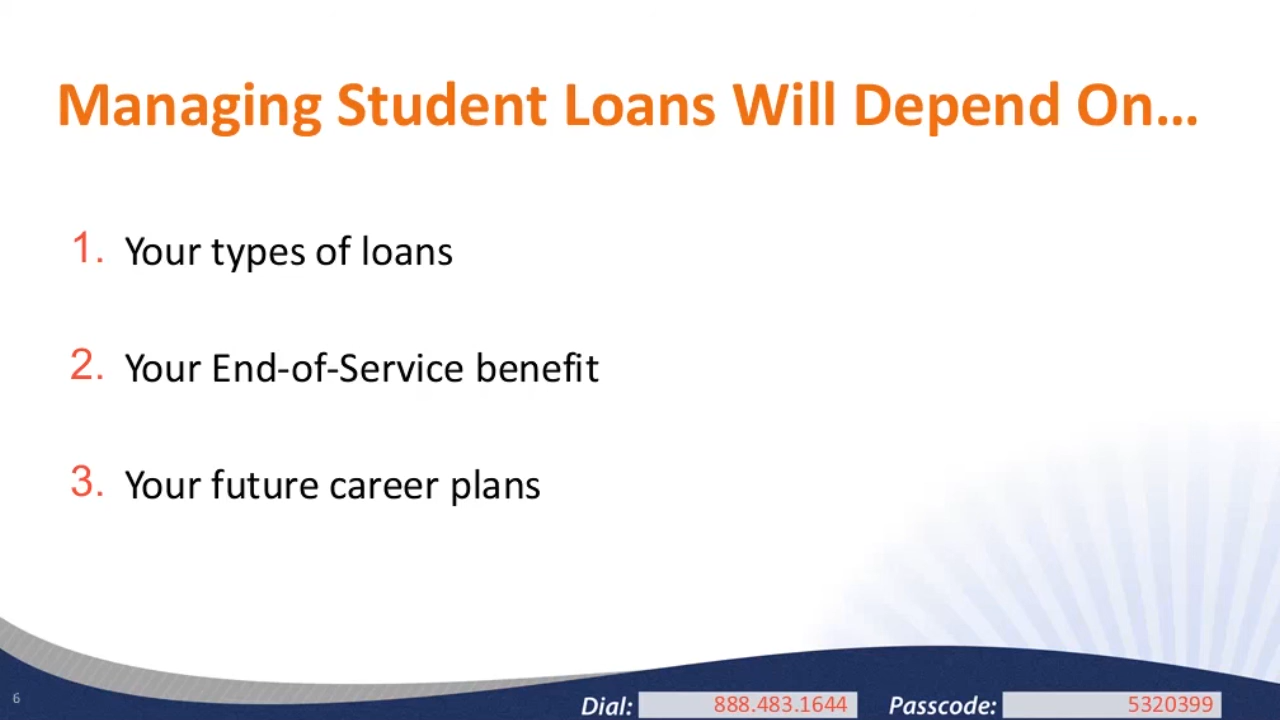 Managing Student Loans Will Depend On...
1. Your types of loans
2. Your End-of-Service benefit
3. Your future career plans
6
Dial: 888.483.1644 Passcode: 5320399